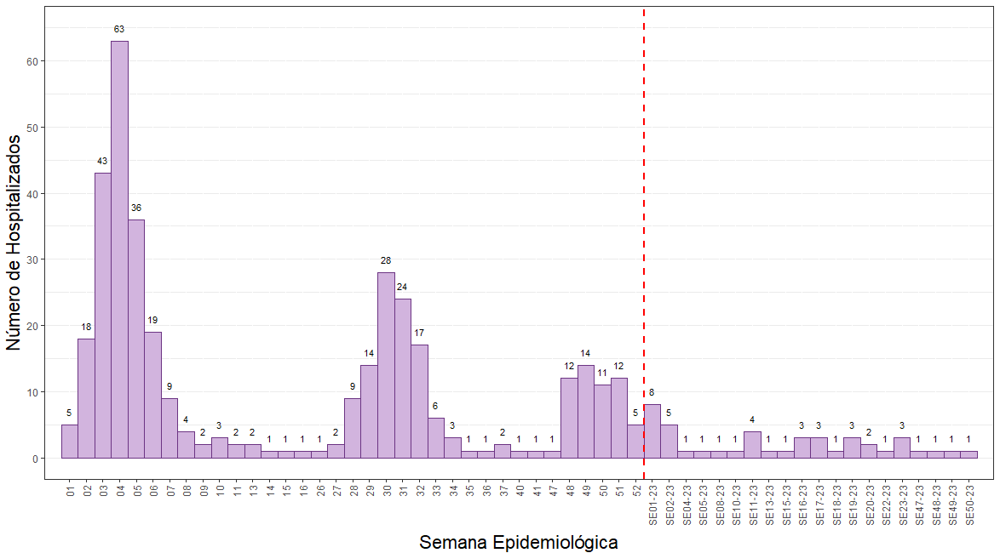 Número de Hospitalizados
60
50
40
30
20
10
0
5 18 43 63 36 19 9 4 2 3 2 2 1 1 1 1 2 9 14 28 24 17 6 3 1 1 2 1 1 1 12 14 11 12 5 8 5 1 1 1 1 4 1 1 3 3 1 3 2 1 3 1 1 1 1
01 02 03 04 05 06 07 08 09 10 11 13 14 15 16 26 27 28 29 30 31 32 33 34 35 36 37 40 41 47 48 49 50 51 52 SE01-23 SE02-23 SE04-23 SE05-23 SE08-23 SE10-23 SE11-23 SE13-23 SE15-23 SE16-23 SE17-23 SE18-23 SE19-23 SE20-23 SE22-23 SE23-23 SE47-23 SE48-23 SE49-23 SE50-23
Semana Epidemiológica